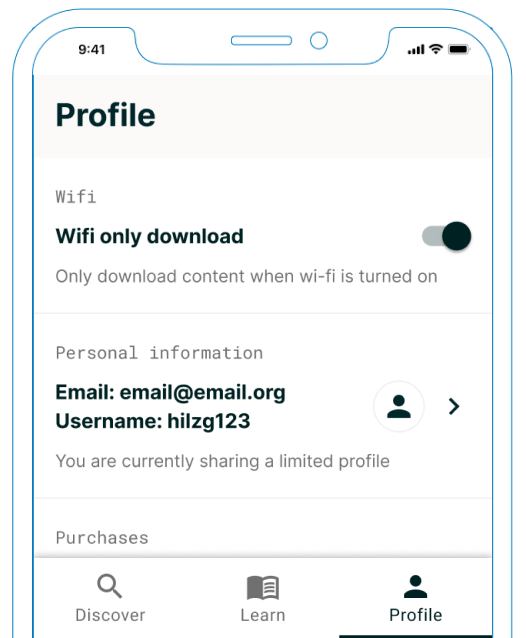 9:41
Profile
Wifi
Wifi only download
Only download content when wi-fi is turned on
Personal information
Email: email@email.org
Username: hilzg123
You are currently sharing a limited profile
Purchases
Discover
Learn
Profile